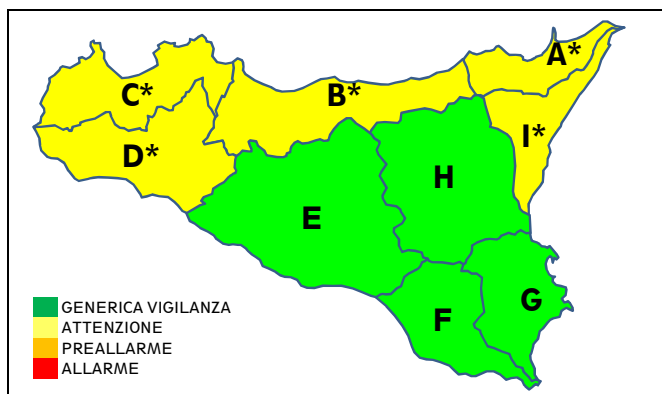 A*
C*
B*
I*
D*
H
E
G
F
GENERICA VIGILANZA
ATTENZIONE
PREALLARME
ALLARME